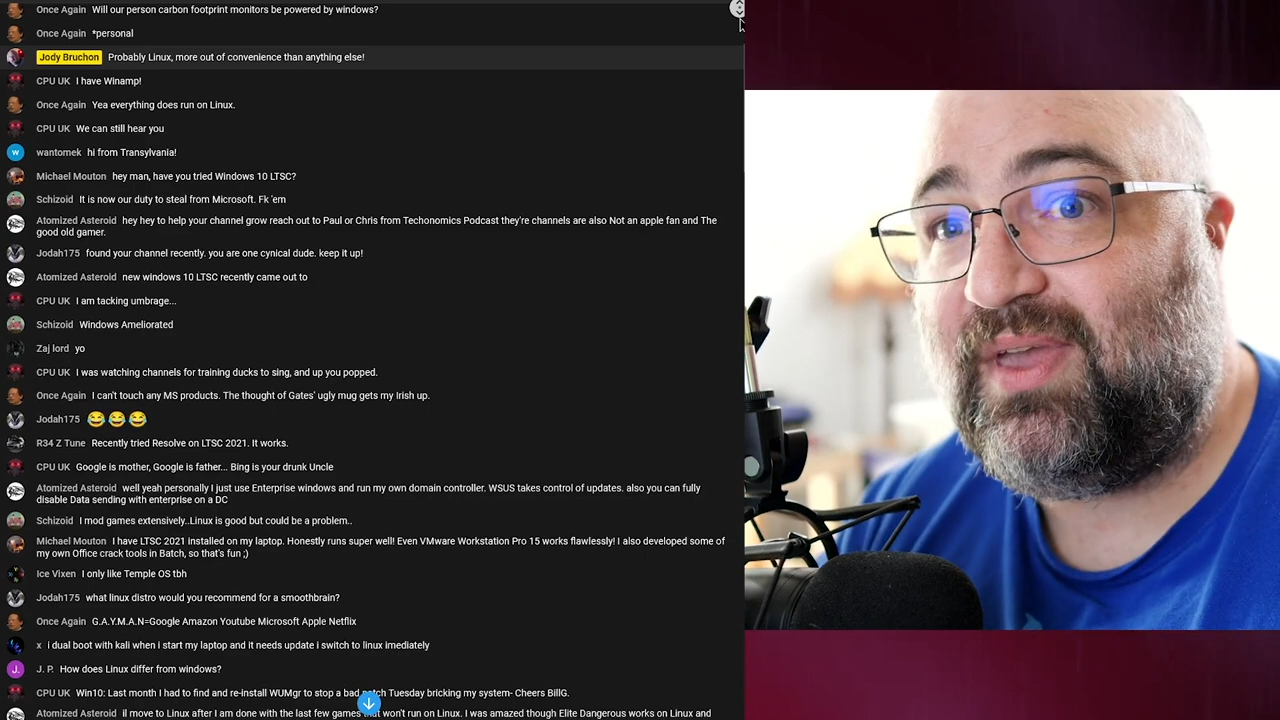 Once Again Will our person carbon footprint monitors be powered by windows?
Once Again *personal
Jody Bruchon Probably Linux, more out of convenience than anything else!
CPU UK I have Winamp!
Once Again Yea everything does run on Linux.
CPU UK We can still hear you
w wantomek hi from Transylvania!
Michael Mouton hey man, have you tried Windows 10 LTSC?
Schizoid It is now our duty to steal from Microsoft. Fk 'em
Atomized Asteroid hey hey to help your channel grow reach out to Paul or Chris from Techonomics Podcast they're channels are also Not an apple fan and The
good old gamer.
Jodah175 found your channel recently. you are one cynical dude. keep it up!
Atomized Asteroid new windows 10 LTSC recently came out to
CPU UK I am tacking umbrage...
Schizoid Windows Ameliorated
Zaj lord yo
CPU UK I was watching channels for training ducks to sing, and up you popped.
Once Again I can't touch any MS products. The thought of Gates' ugly mug gets my Irish up.
Jodah175 😂😂😂
R34 Z Tune Recently tried Resolve on LTSC 2021. It works.
CPU UK Google is mother, Google is father... Bing is your drunk Uncle
Atomized Asteroid well yeah personally I just use Enterprise windows and run my own domain controller. WSUS takes control of updates. also you can fully
disable Data sending with enterprise on a DC
Schizoid I mod games extensively..Linux is good but could be a problem..
Michael Mouton I have LTSC 2021 installed on my laptop. Honestly runs super well! Even VMware Workstation Pro 15 works flawlessly! I also developed some of
my own Office crack tools in Batch, so that's fun ;)
Ice Vixen I only like Temple OS tbh
Jodah175 what linux distro would you recommend for a smoothbrain?
Once Again G.A.Y.M.A.N=Google Amazon Youtube Microsoft Apple Netflix
x i dual boot with kali when i start my laptop and it needs update i switch to linux imediately
J. J. P. How does Linux differ from windows?
CPU UK Win10: Last month I had to find and re-install WUMgr to stop a bad patch Tuesday bricking my system- Cheers BillG.
Atomized Asteroid il move to Linux after I am done with the last few games that won't run on Linux. I was amazed though Elite Dangerous works on Linux and